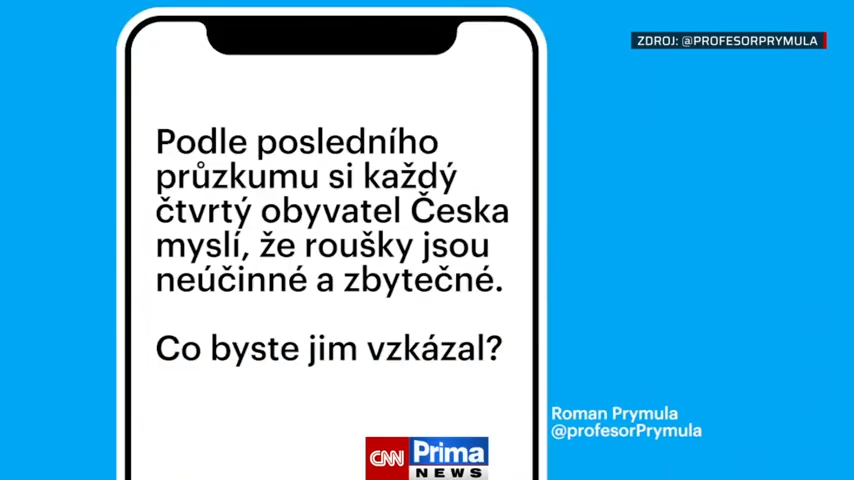 ZDROJ: @PROFESORPRYMULA
Podle posledního
průzkumu si každý
čtvrtý obyvatel Česka
myslí, že roušky jsou
neúčinné a zbytečné.
Co byste jim vzkázal?
Roman Prymula
@profesorPrymula
CNN Prima
NEWS